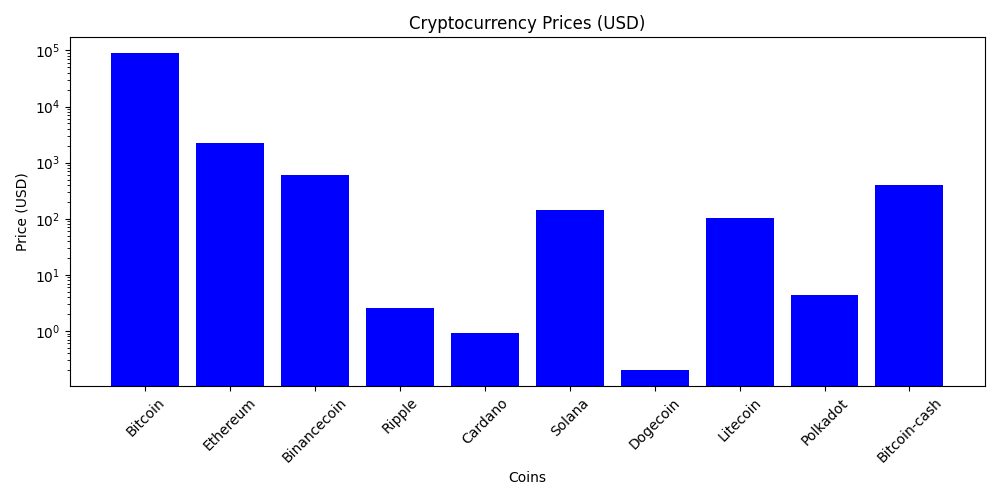 Cryptocurrency Prices (USD)
Price (USD)
10^5
10^4
10^3
10^2
10^1
10^0
Bitcoin
Ethereum
Binancecoin
Ripple
Cardano
Solana
Dogecoin
Litecoin
Polkadot
Bitcoin-cash
Coins